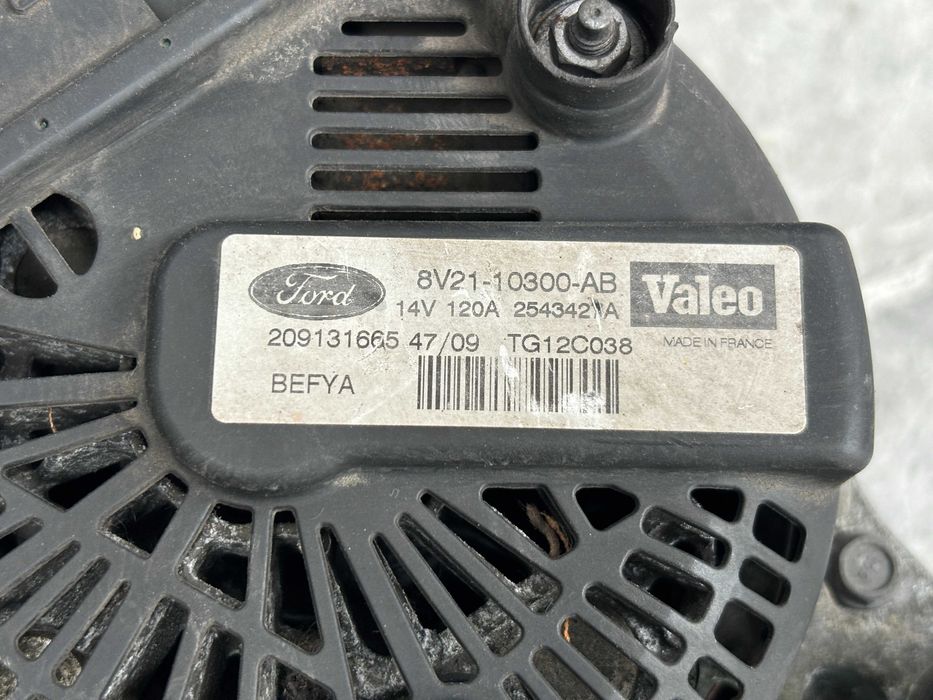 Ford
8V21-10300-AB
Valeo
14V 120A
209131665 47/09 TG12C038
MADE IN FRANCE
BEFYA